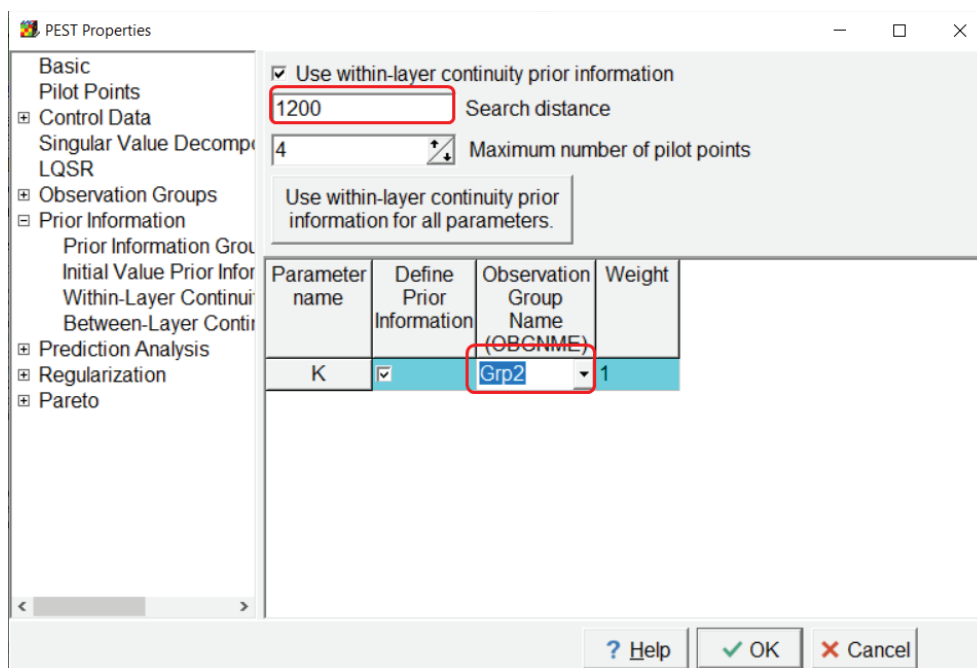 PEST Properties
Basic
Pilot Points
Control Data
Singular Value Decompo
LQSR
Observation Groups
Prior Information
Prior Information Grou
Initial Value Prior Infor
Within-Layer Continui
Between-Layer Contin
Prediction Analysis
Regularization
Pareto
Use within-layer continuity prior information
1200 Search distance
4 Maximum number of pilot points
Use within-layer continuity prior
information for all parameters.
Parameter name Define Prior Information Observation Group Name (OBGNME) Weight
K Grp2 1
? Help OK Cancel